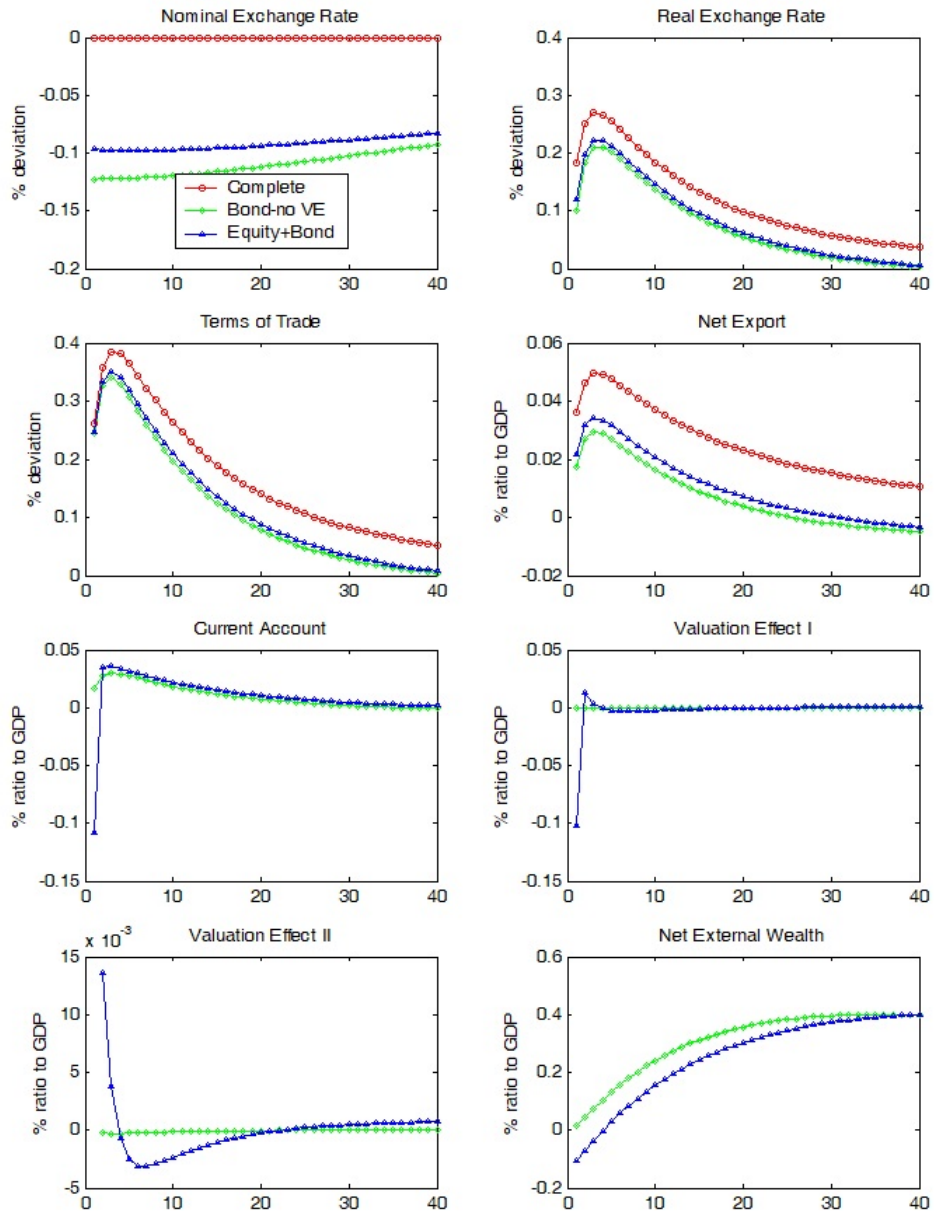 Nominal Exchange Rate
0
-0.05
-0.1
-0.15
-0.2
% deviation
Complete
Bond-no VE
Equity+Bond
0 10 20 30 40
Real Exchange Rate
0.4
0.3
0.2
0.1
0
% deviation
0 10 20 30 40
Terms of Trade
0.4
0.3
0.2
0.1
0
% deviation
0 10 20 30 40
Net Export
0.06
0.04
0.02
0
-0.02
% ratio to GDP
0 10 20 30 40
Current Account
0.05
0
-0.05
-0.1
-0.15
% ratio to GDP
0 10 20 30 40
Valuation Effect I
0.05
0
-0.05
-0.1
-0.15
% ratio to GDP
0 10 20 30 40
x 10-3
Valuation Effect II
15
10
5
0
-5
% ratio to GDP
0 10 20 30 40
Net External Wealth
0.6
0.4
0.2
0
-0.2
% ratio to GDP
0 10 20 30 40